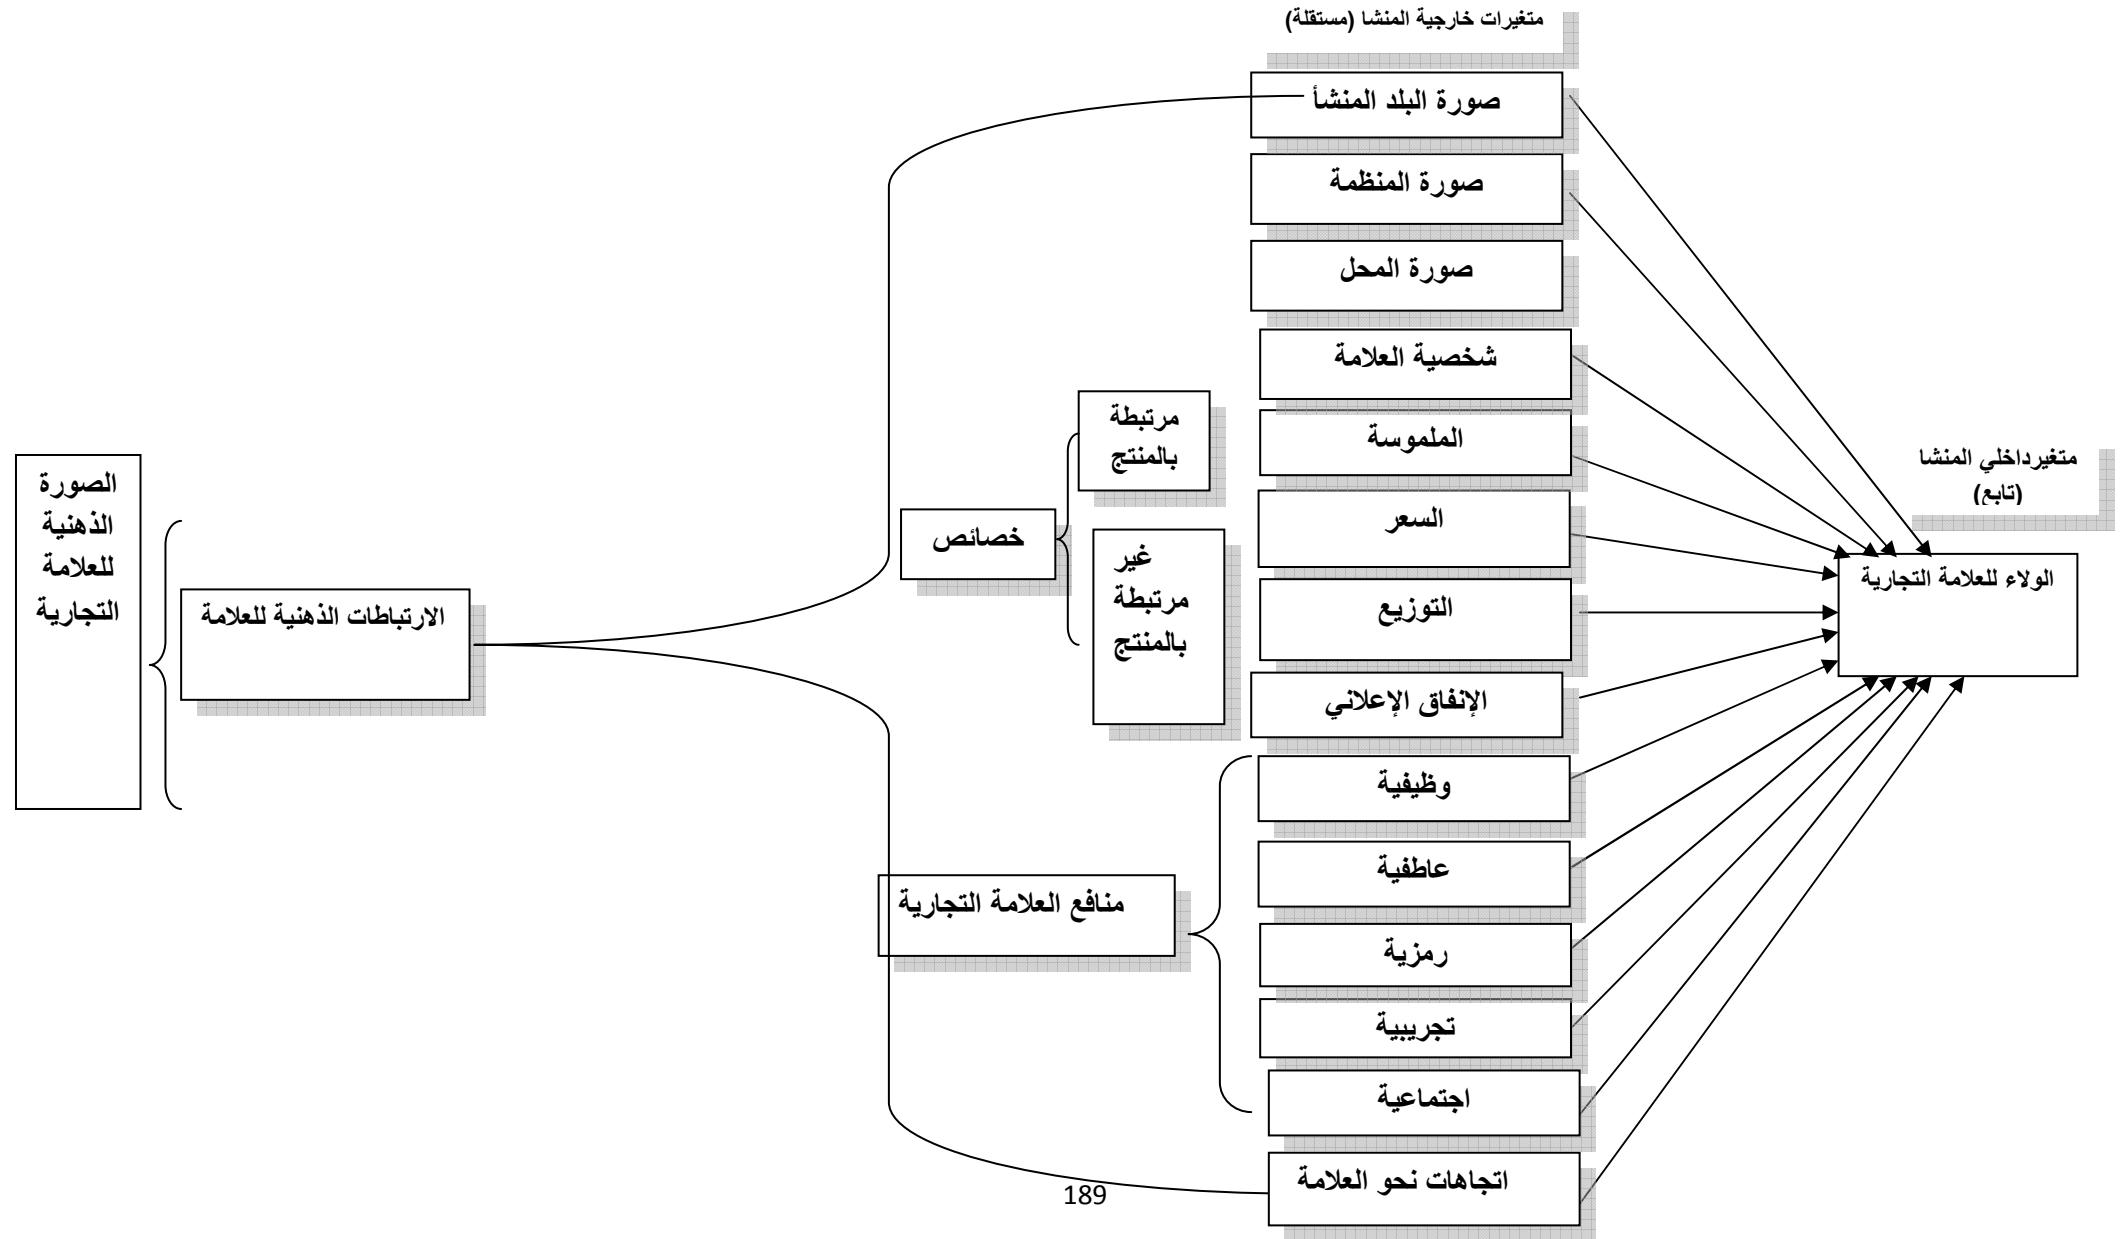 متغيرات خارجية المنشا (مستقلة)
صورة البلد المنشأ
صورة المنظمة
صورة المحل
شخصية العلامة
الملموسة
السعر
التوزيع
الإنفاق الإعلاني
وظيفية
عاطفية
رمزية
تجريبية
اجتماعية
اتجاهات نحو العلامة
متغيرداخلي المنشا
(تابع)
الولاء للعلامة التجارية
مرتبطة
بالمنتج
غير
مرتبطة
بالمنتج
خصائص
منافع العلامة التجارية
الارتباطات الذهنية للعلامة
الصورة
الذهنية
للعلامة
التجارية
189